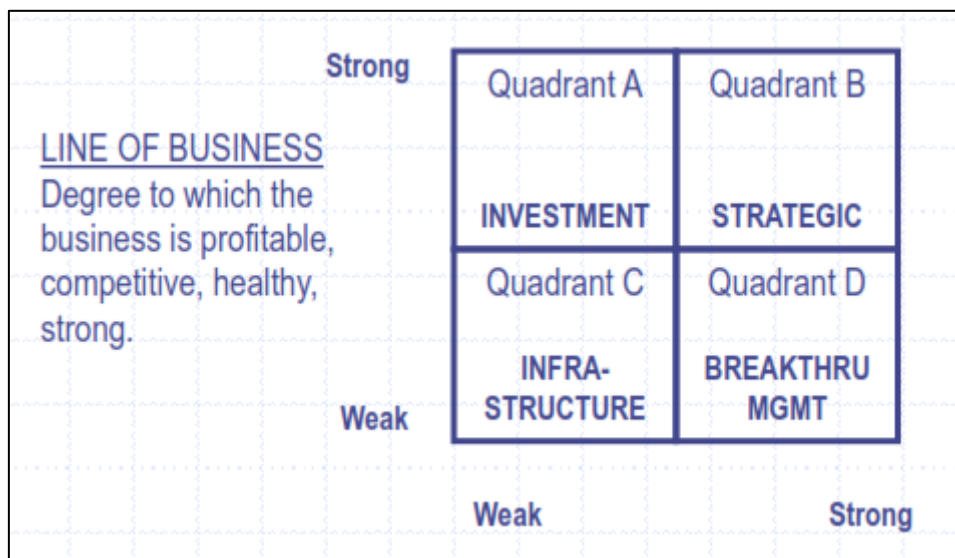 Strong
Quadrant A
Quadrant B
LINE OF BUSINESS
Degree to which the
business is profitable,
competitive, healthy,
strong.
INVESTMENT
STRATEGIC
Quadrant C
Quadrant D
INFRA-
STRUCTURE
BREAKTHRU
MGMT
Weak
Weak
Strong